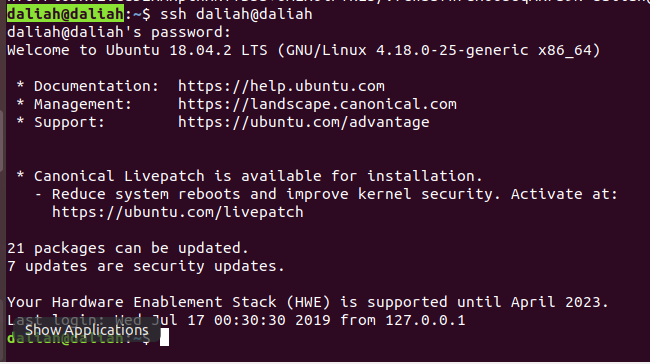 daliah@daliah:~$ ssh daliah@daliah
daliah@daliah's password:
Welcome to Ubuntu 18.04.2 LTS (GNU/Linux 4.18.0-25-generic x86_64)
* Documentation: https://help.ubuntu.com
* Management: https://landscape.canonical.com
* Support: https://ubuntu.com/advantage
* Canonical Livepatch is available for installation.
- Reduce system reboots and improve kernel security. Activate at:
https://ubuntu.com/livepatch
21 packages can be updated.
7 updates are security updates.
Your Hardware Enablement Stack (HWE) is supported until April 2023.
Last login: Wed Jul 17 00:30:30 2019 from 127.0.0.1
Show Applications
daliah@daliah:~$